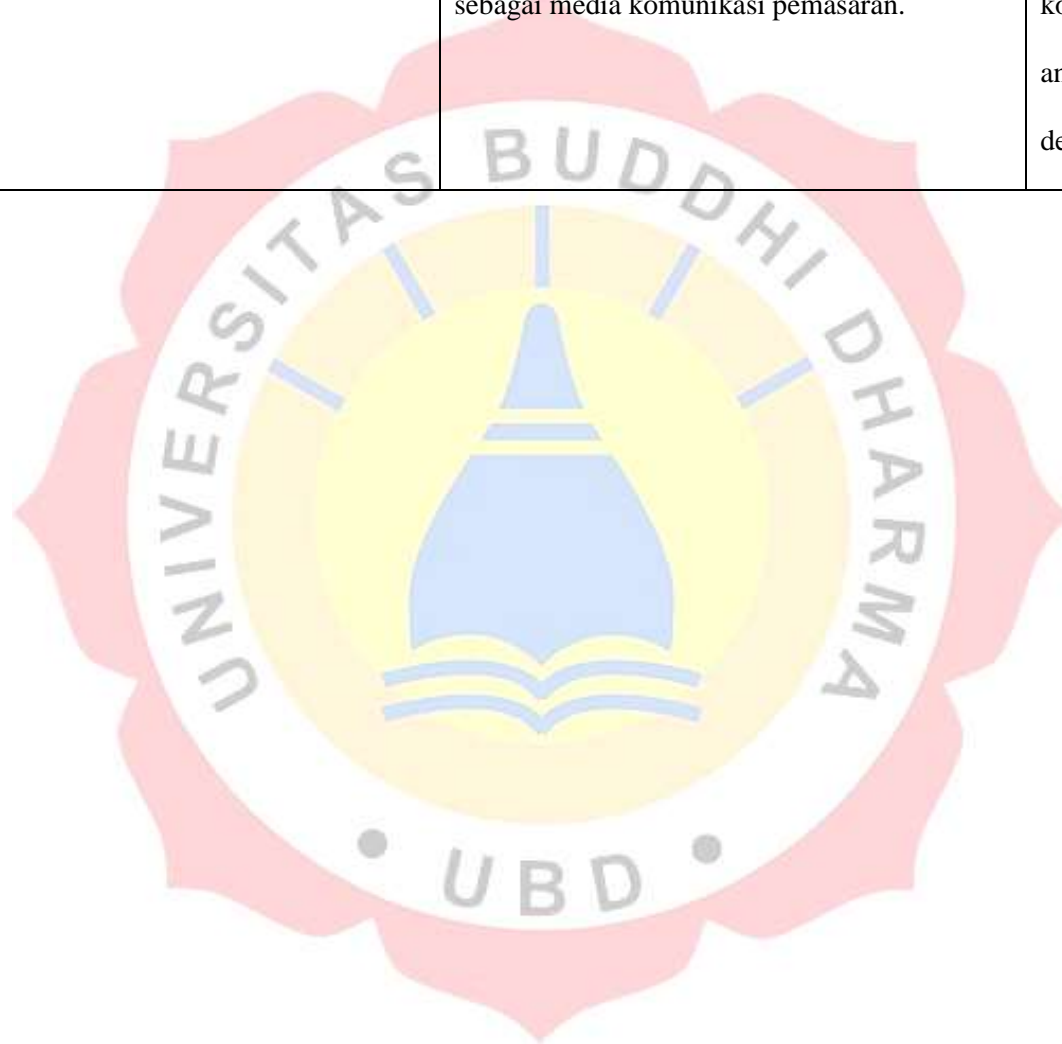 sebagai media komunikasi pemasaran.
UNIVERSITAS BUDDHI DHARMA
• UBD •